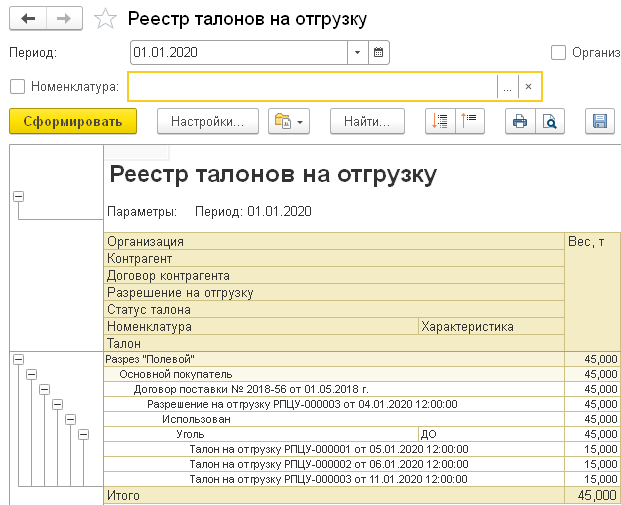 Реестр талонов на отгрузку
Период: 01.01.2020 Организ
Номенклатура: ... ×
Сформировать Настройки... Найти...
Реестр талонов на отгрузку
Параметры: Период: 01.01.2020
Организация Вес, т
Контрагент
Договор контрагента
Разрешение на отгрузку
Статус талона
Номенклатура Характеристика
Талон
Разрез "Полевой" 45,000
Основной покупатель 45,000
Договор поставки № 2018-56 от 01.05.2018 г. 45,000
Разрешение на отгрузку РПЦУ-000003 от 04.01.2020 12:00:00 45,000
Использован 45,000
Уголь ДО 45,000
Талон на отгрузку РПЦУ-000001 от 05.01.2020 12:00:00 15,000
Талон на отгрузку РПЦУ-000002 от 06.01.2020 12:00:00 15,000
Талон на отгрузку РПЦУ-000003 от 11.01.2020 12:00:00 15,000
Итого 45,000